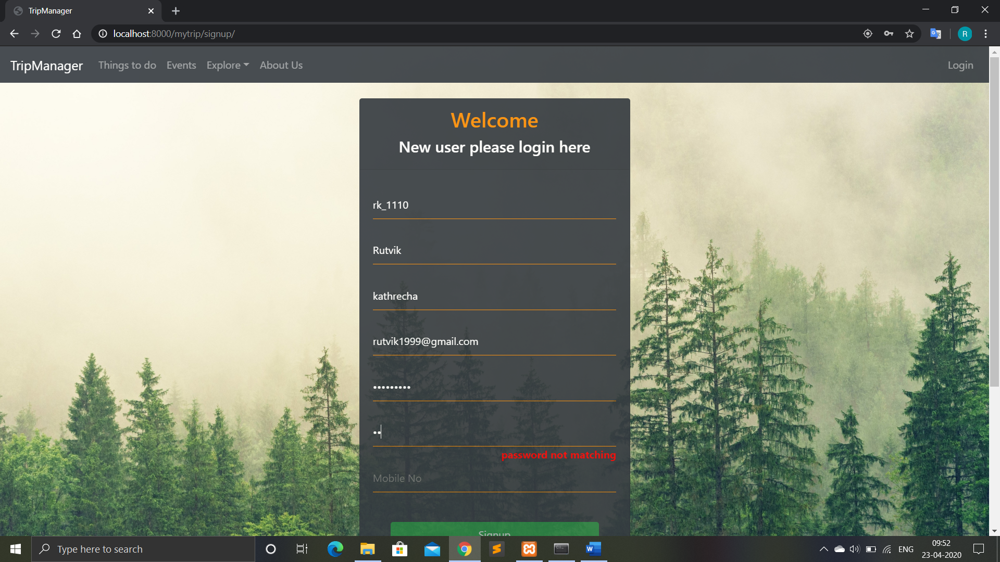 TripManager
localhost:8000/mytrip/signup/
R
TripManager Things to do Events Explore About Us Login
Welcome
New user please login here
rk_1110
Rutvik
kathrecha
rutvik1999@gmail.com
•••••••••
••
password not matching
Mobile No
Signup
Type here to search
ENG
09:52
23-04-2020